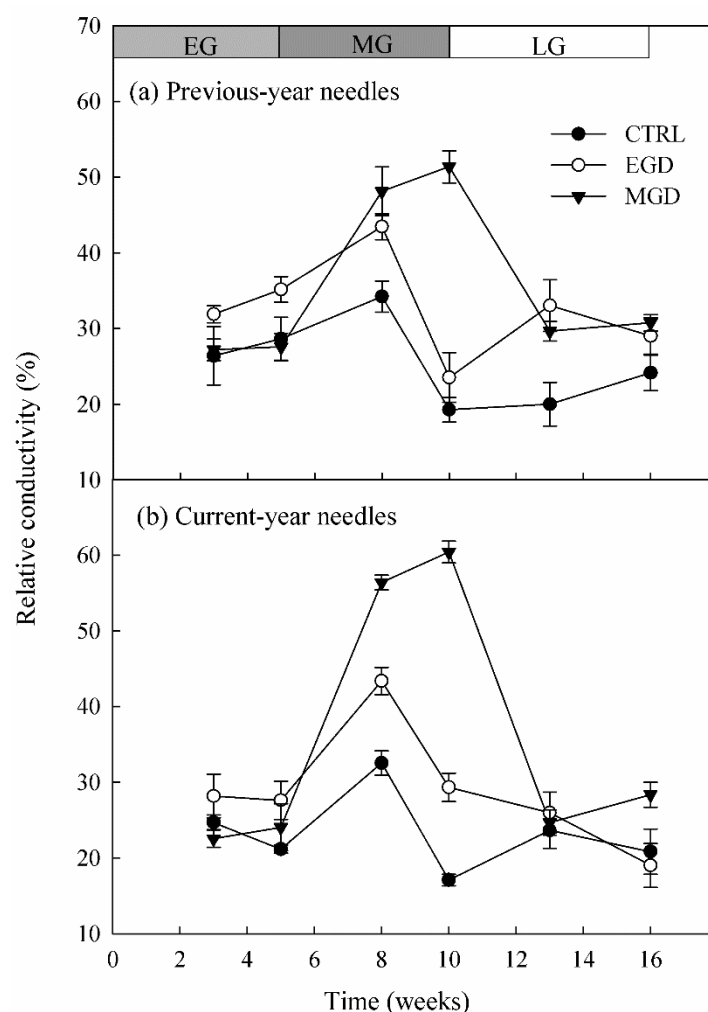 70
EG MG LG
(a) Previous-year needles
60
CTRL
EGD
MGD
50
40
30
20
10
(b) Current-year needles
60
50
40
30
20
10
0 2 4 6 8 10 12 14 16
Relative conductivity (%)
Time (weeks)